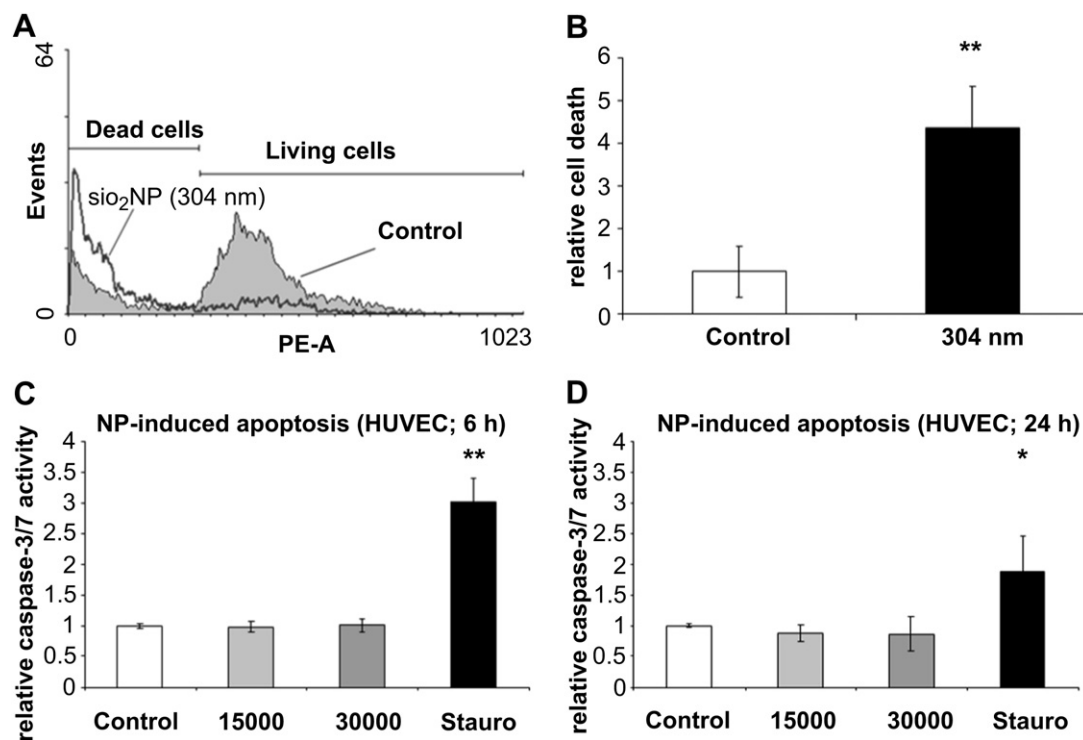 A
64
Events
0
Dead cells
Living cells
sio₂NP (304 nm)
Control
0
PE-A
1023
B
**
relative cell death
6
5
4
3
2
1
0
Control
304 nm
C
NP-induced apoptosis (HUVEC; 6 h)
**
relative caspase-3/7 activity
4
3.5
3
2.5
2
1.5
1
0.5
0
Control
15000
30000
Stauro
D
NP-induced apoptosis (HUVEC; 24 h)
*
relative caspase-3/7 activity
4
3.5
3
2.5
2
1.5
1
0.5
0
Control
15000
30000
Stauro